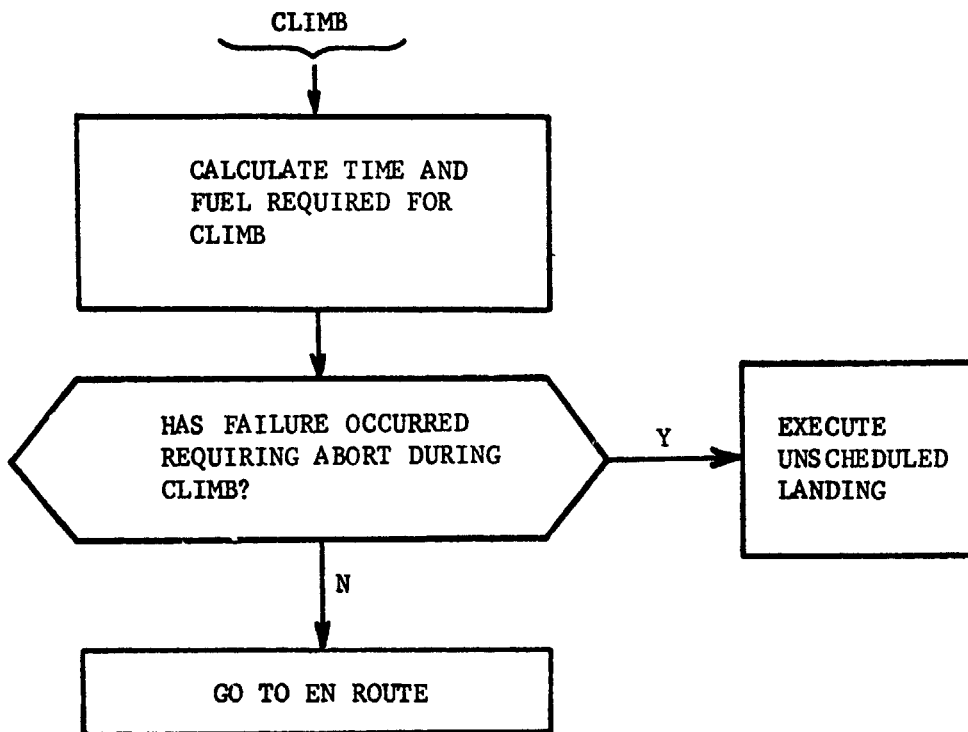 CLIMB
CALCULATE TIME AND
FUEL REQUIRED FOR
CLIMB
HAS FAILURE OCCURRED
REQUIRING ABORT DURING
CLIMB?
Y
EXECUTE
UNSCHEDULED
LANDING
N
GO TO EN ROUTE